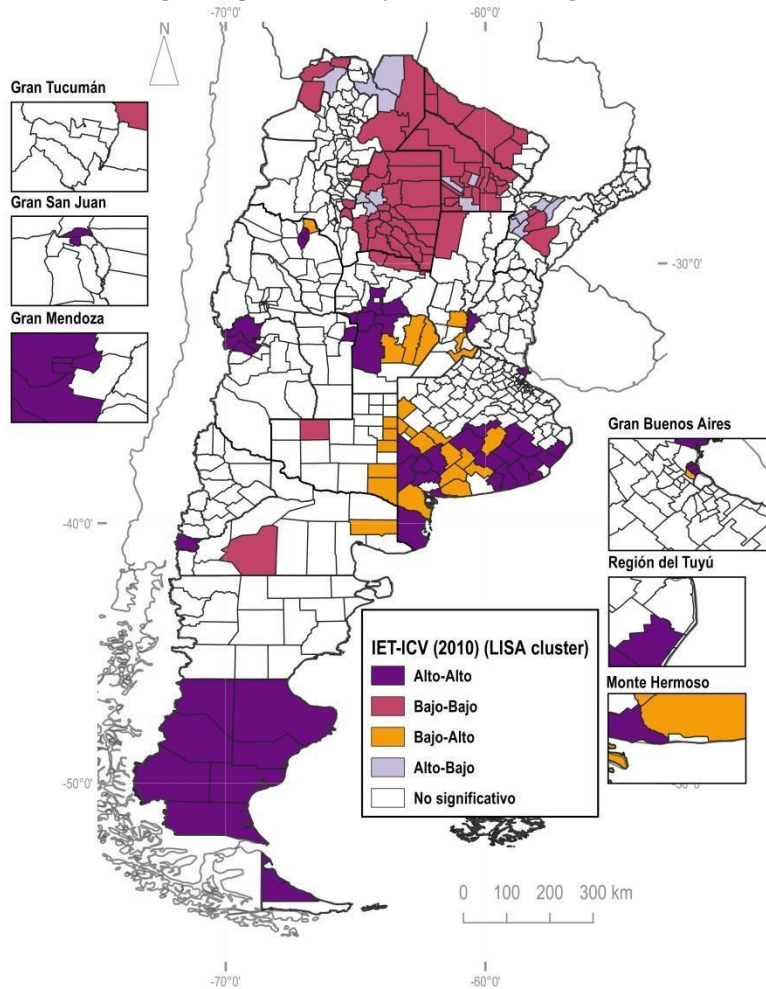 -70°0'
-60°0'
N
Gran Tucumán
Gran San Juan
-30°0'
Gran Mendoza
Gran Buenos Aires
-40°0'
Región del Tuyú
IET-ICV (2010) (LISA cluster)
Alto-Alto
Bajo-Bajo
Bajo-Alto
Alto-Bajo
No significativo
Monte Hermoso
-50°0'
0 100 200 300 km
-70°0'
-60°0'